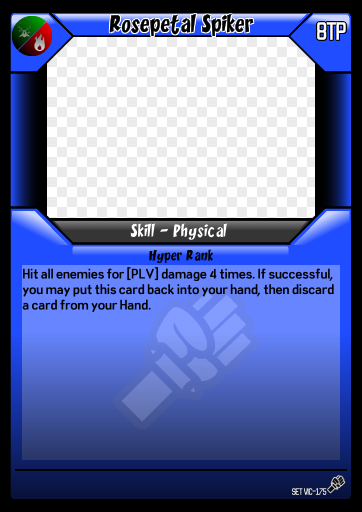 Rosepetal Spiker
8TP
Skill - Physical
Hyper Rank
Hit all enemies for [PLV] damage 4 times. If successful,
you may put this card back into your hand, then discard
a card from your Hand.
SET VIC-175